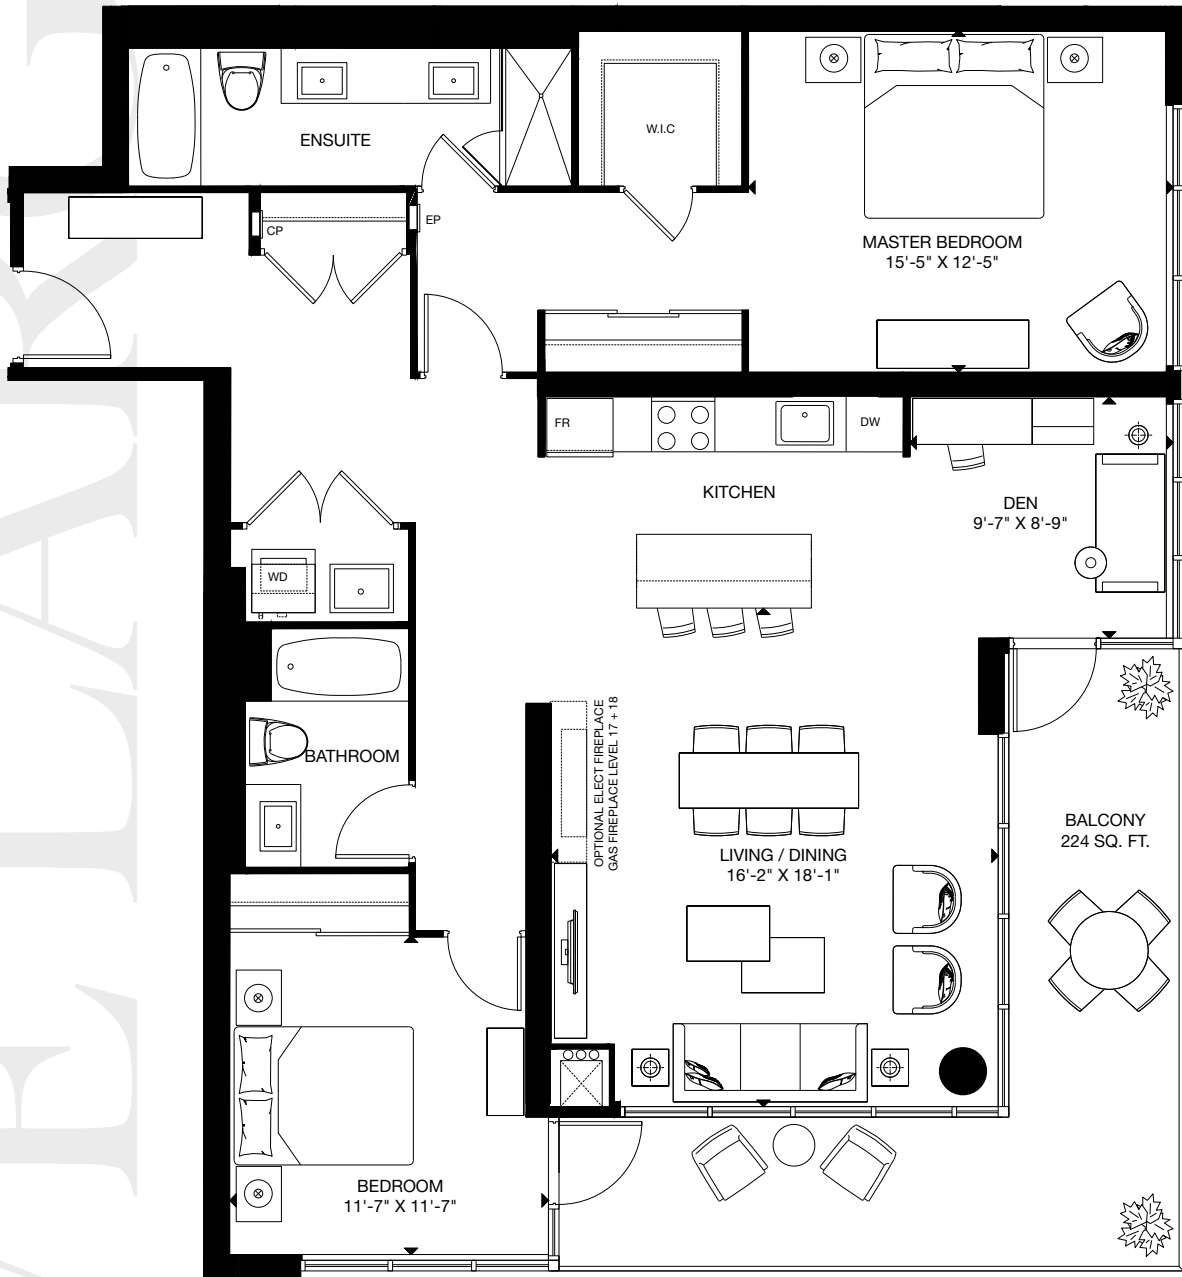 ENSUITE
W.I.C
CP
EP
MASTER BEDROOM
15'-5" X 12'-5"
FR
DW
KITCHEN
DEN
9'-7" X 8'-9"
WD
BATHROOM
OPTIONAL ELECT FIREPLACE
GAS FIREPLACE LEVEL 17 + 18
LIVING / DINING
16'-2" X 18'-1"
BALCONY
224 SQ. FT.
BEDROOM
11'-7" X 11'-7"